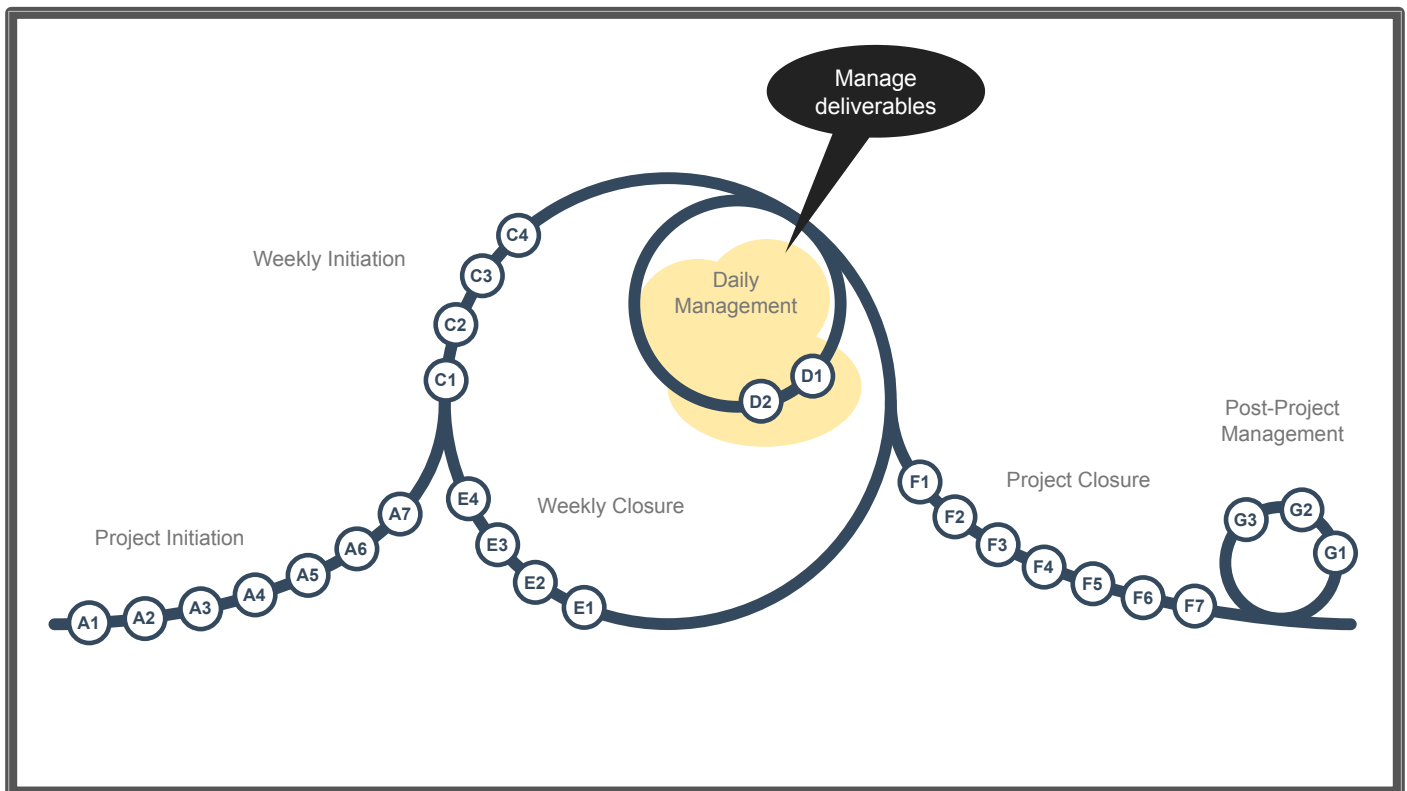 Manage
deliverables
Weekly Initiation
C4
C3
C2
C1
Daily
Management
D1
D2
Post-Project
Management
Project Initiation
A1
A2
A3
A4
A5
A6
A7
Weekly Closure
E4
E3
E2
E1
Project Closure
F1
F2
F3
F4
F5
F6
F7
G3
G2
G1